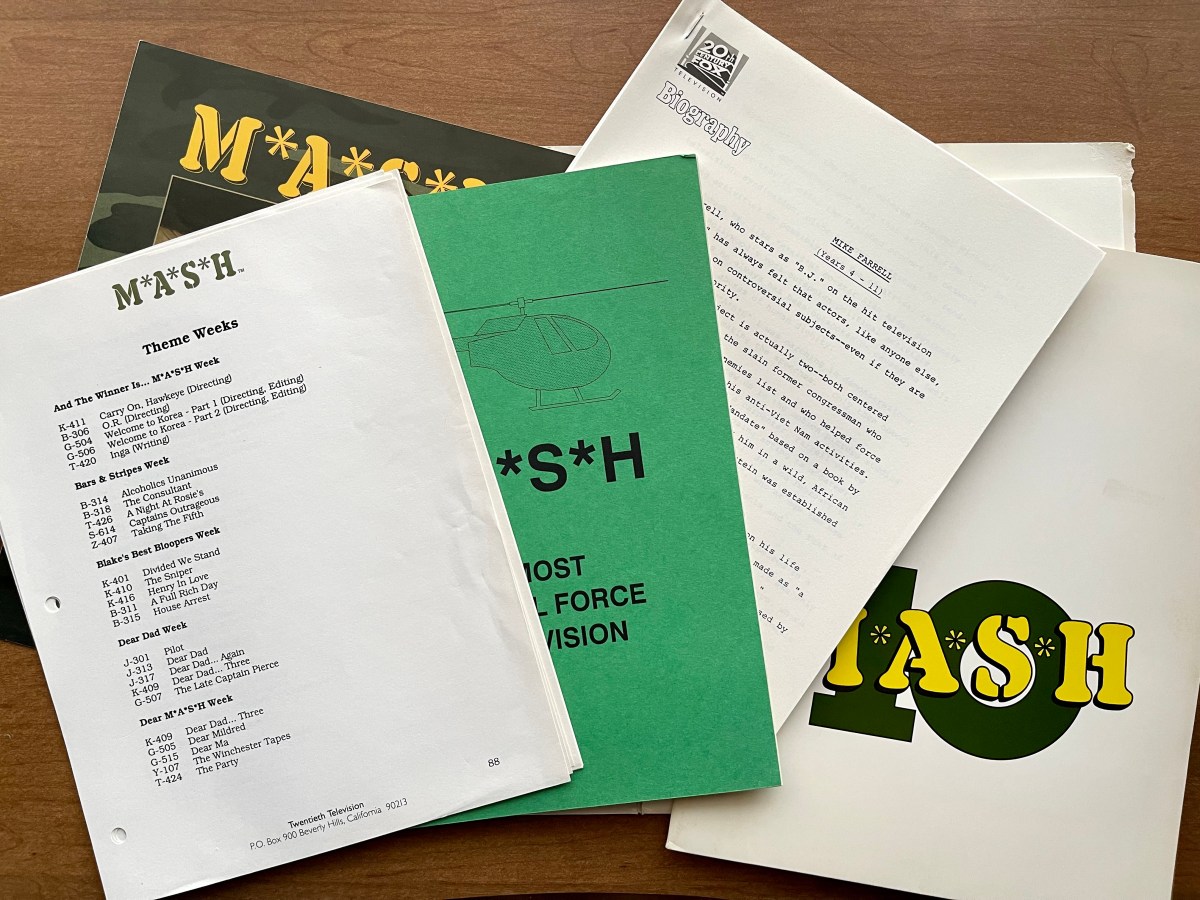 M*A*S*
M*A*S*H™
Theme Weeks
And The Winner Is... M*A*S*H Week
K-411 Carry On, Hawkeye (Directing)
B-306 O.R. (Directing)
G-504 Welcome to Korea - Part 1 (Directing, Editing)
G-506 Welcome to Korea - Part 2 (Directing, Editing)
T-420 Inga (Writing)
Bars & Stripes Week
B-314 Alcoholics Unanimous
B-318 The Consultant
T-426 A Night At Rosie's
S-614 Captains Outrageous
Z-407 Taking The Fifth
Blake's Best Bloopers Week
K-401 Divided We Stand
K-410 The Sniper
K-416 Henry In Love
B-311 A Full Rich Day
B-315 House Arrest
Dear Dad Week
J-301 Pilot
J-313 Dear Dad
J-317 Dear Dad... Again
K-409 Dear Dad... Three
G-507 The Late Captain Pierce
Dear M*A*S*H Week
K-409 Dear Dad... Three
G-505 Dear Mildred
G-515 Dear Ma
Y-107 The Winchester Tapes
T-424 The Party
88
Twentieth Television
P.O. Box 900 Beverly Hills, California 90213
*S*H
MOST
L FORCE
VISION
20th
CENTURY
FOX
TELEVISION
Biography
MIKE FARRELL
(Years 4 - 11)
rell, who stars as "B.J." on the hit television
" has always felt that actors, like anyone else,
on controversial subjects--even if they are
ority.
ject is actually two--both centered
the slain former congressman who
nemies list and who helped force
his anti-Viet Nam activities.
andate" based on a book by
him in a wild, African
tein was established
on his life
made as "a
"
sed by
10
M*A*S*H